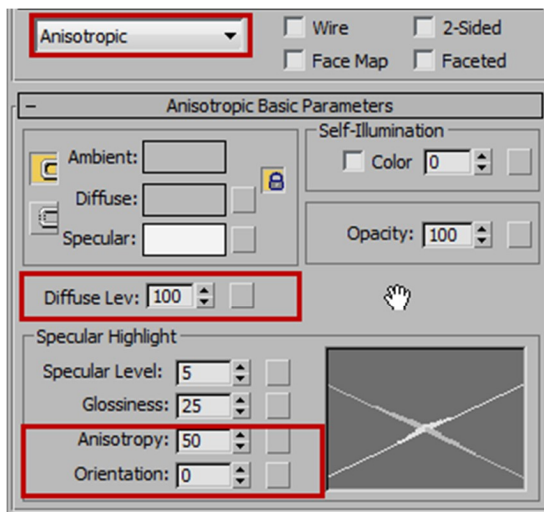 Anisotropic
Wire
2-Sided
Face Map
Faceted
– Anisotropic Basic Parameters
Ambient:
Diffuse:
Specular:
Self-Illumination
Color 0
Opacity: 100
Diffuse Lev: 100
Specular Highlight
Specular Level: 5
Glossiness: 25
Anisotropy: 50
Orientation: 0